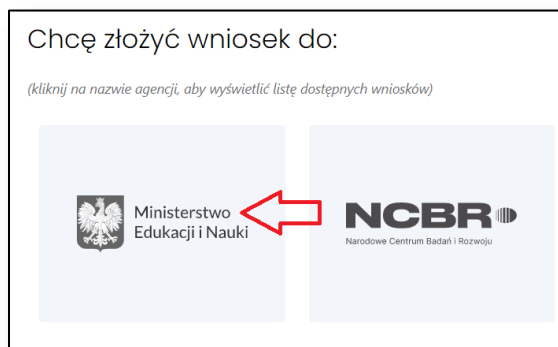 Chcę złożyć wniosek do:
(kliknij na nazwie agencji, aby wyświetlić listę dostępnych wniosków)
Ministerstwo
Edukacji i Nauki
NCBR
Narodowe Centrum Badań i Rozwoju